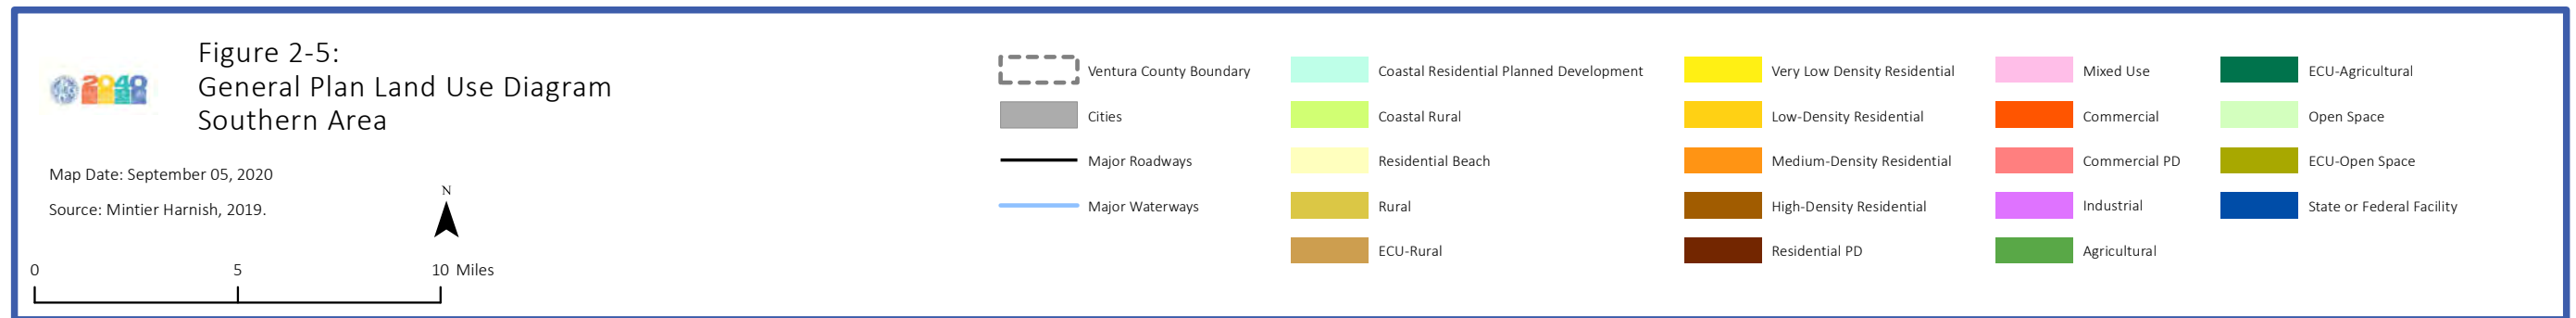 2040
Figure 2-5:
General Plan Land Use Diagram
Southern Area
Map Date: September 05, 2020
Source: Mintier Harnish, 2019.
N
0 5 10 Miles
Ventura County Boundary
Cities
Major Roadways
Major Waterways
Coastal Residential Planned Development
Coastal Rural
Residential Beach
Rural
ECU-Rural
Very Low Density Residential
Low-Density Residential
Medium-Density Residential
High-Density Residential
Residential PD
Mixed Use
Commercial
Commercial PD
Industrial
Agricultural
ECU-Agricultural
Open Space
ECU-Open Space
State or Federal Facility